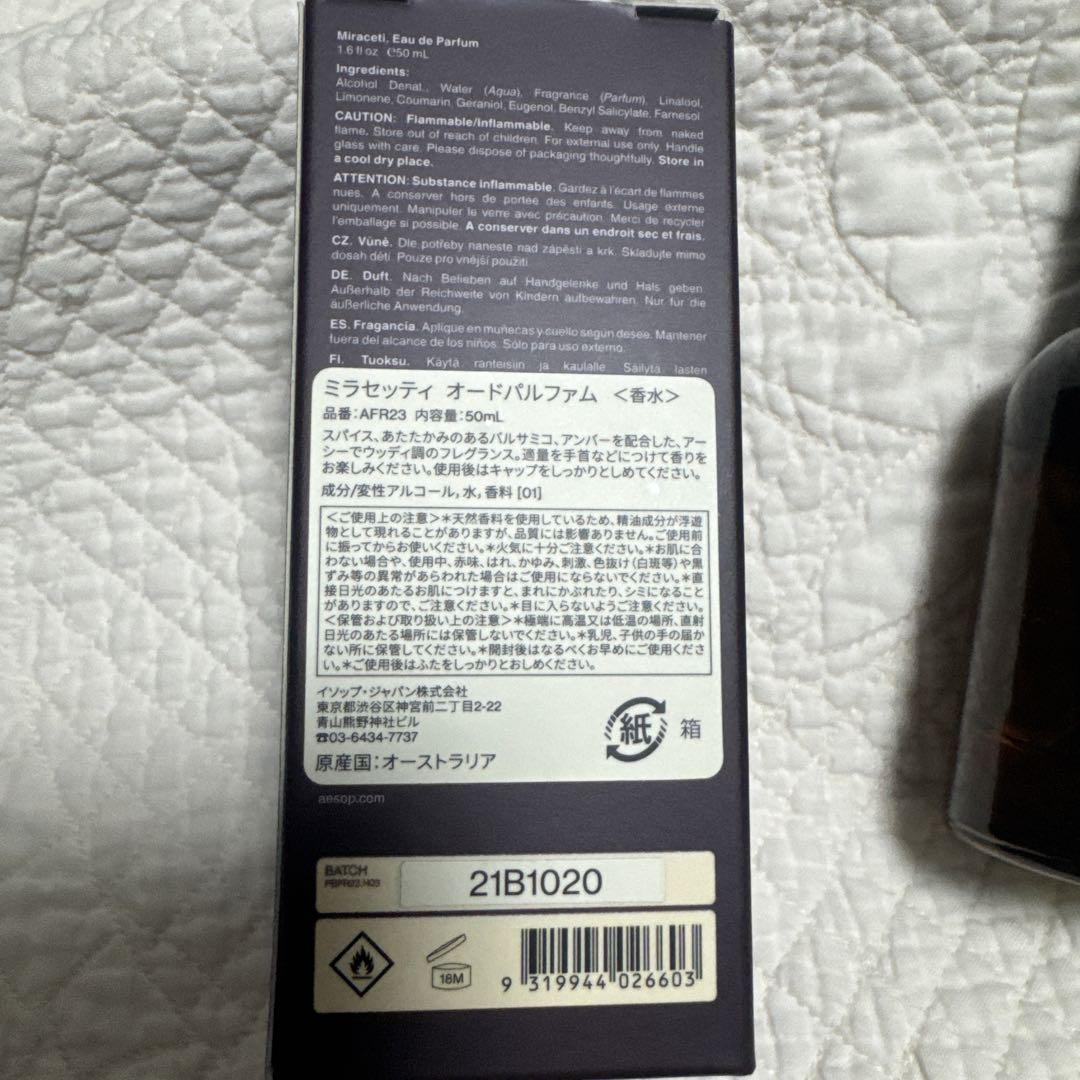 Miraceti, Eau de Parfum
1.6 fl oz ℮50 mL
Ingredients:
Alcohol Denat., Water (Aqua), Fragrance (Parfum), Linalool,
Limonene, Coumarin, Geraniol, Eugenol, Benzyl Salicylate, Farnesol
CAUTION: Flammable/inflammable. Keep away from naked
flame. Store out of reach of children. For external use only. Handle
glass with care. Please dispose of packaging thoughtfully. Store in
a cool dry place.
ATTENTION: Substance inflammable. Gardez à l'écart de flammes
nues. A conserver hors de portée des enfants. Usage externe
uniquement. Manipuler le verre avec précaution. Merci de recycler
l'emballage si possible. A conserver dans un endroit sec et frais.
CZ. Vůně. Dle potřeby naneste na zápěstí a krk. Skladujte mimo
dosah dětí. Pouze pro vnější použití.
DE. Duft. Nach Belieben auf Handgelenke und Hals geben.
Außerhalb der Reichweite von Kindern aufbewahren. Nur für die
äußerliche Anwendung.
ES. Fragancia. Aplique en muñecas y cuello según desee. Mantener
fuera del alcance de los niños. Sólo para uso externo.
FI. Tuoksu. Käytä ranteisiin ja kaulalle. Säilytä lasten
ミラセッティ オードパルファム <香水>
品番:AFR23 内容量:50mL
スパイス、あたたかみのあるバルサミコ、アンバーを配合した、アー
シーでウッディ調のフレグランス。適量を手首などにつけて香りを
お楽しみください。使用後はキャップをしっかりとしめてください。
成分/変性アルコール,水,香料 [01]
<ご使用上の注意>*天然香料を使用しているため、精油成分が浮遊
物として現れることがありますが、品質には影響ありません。ご使用前
に振ってからお使いください。*火気に十分ご注意ください。*お肌に合
わない場合や、使用中、赤味、はれ、かゆみ、刺激、色抜け(白斑等)や黒
ずみ等の異常があらわれた場合はご使用にならないでください。*直
接日光のあたるお肌につけますと、まれにかぶれたり、シミになること
がありますので、ご注意ください。*目に入らないようご注意ください。
<保管および取り扱い上の注意>*極端に高温又は低温の場所、直射
日光のあたる場所には保管しないでください。*乳児、子供の手の届か
ない所に保管してください。*開封後はなるべくお早めにご使用くださ
い。*ご使用後はふたをしっかりとおしめください。
イソップ・ジャパン株式会社
東京都渋谷区神宮前二丁目2-22
青山熊野神社ビル
☎03-6434-7737
紙 箱
原産国:オーストラリア
aesop.com
BATCH
PBFR23.H03
21B1020
18M
9 319944 026603